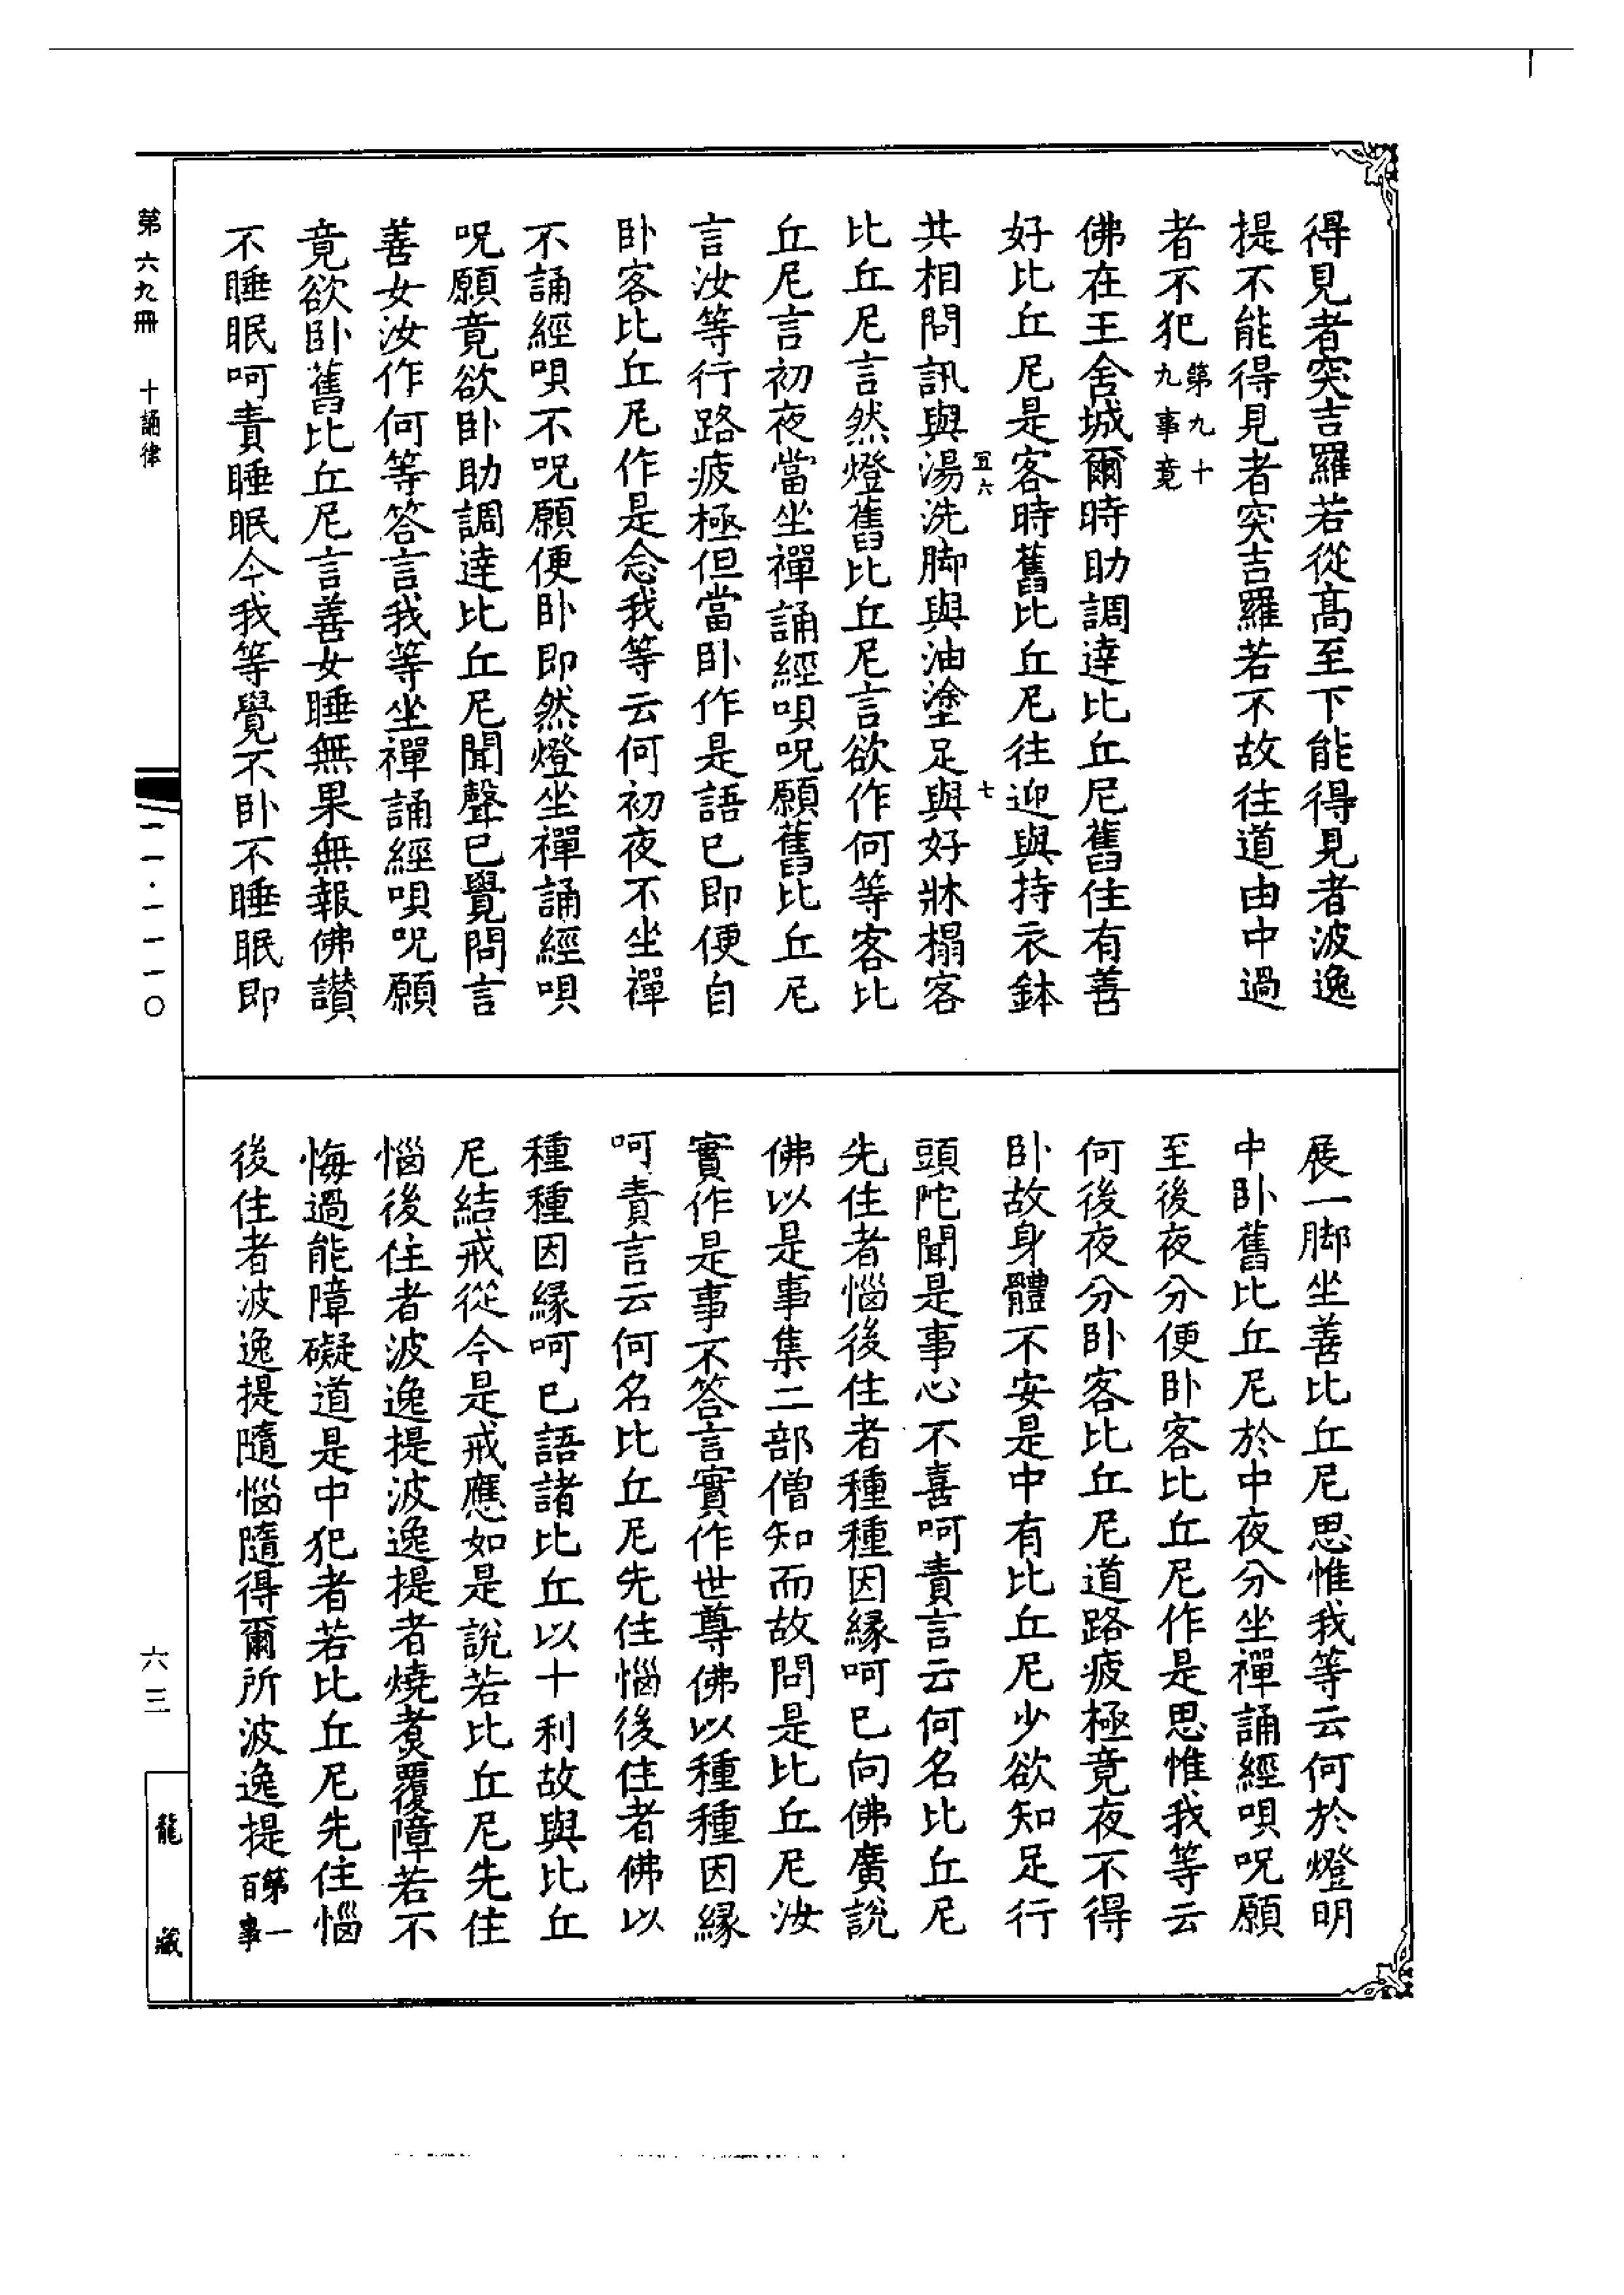 得見者突吉羅若從高至下能得見者波逸
提不能得見者突吉羅若不故往道由中過
者不犯第九十九事竟
佛在王舍城爾時助調達比丘尼舊住有善
好比丘尼是客時舊比丘尼往迎與持衣鉢
宜六
七
共相問訊與湯洗脚與油塗足與好牀榻客
比丘尼言然燈舊比丘尼言欲作何等客比
丘尼言初夜當坐禪誦經唄呪願舊比丘尼
言汝等行路疲極但當卧作是語已即便自
卧客比丘尼作是念我等云何初夜不坐禪
不誦經唄不呪願便卧即然燈坐禪誦經唄
呪願竟欲卧助調達比丘尼聞聲已覺問言
善女汝作何等答言我等坐禪誦經唄呪願
竟欲卧舊比丘尼言善女睡無果無報佛讃
不睡眠呵責睡眠今我等覺不卧不睡眠即
展一脚坐善比丘尼思惟我等云何於燈明
中卧舊比丘尼於中夜分坐禪誦經唄呪願
至後夜分便卧客比丘尼作是思惟我等云
何後夜分卧客比丘尼道路疲極竟夜不得
卧故身體不安是中有比丘尼少欲知足行
頭陀聞是事心不喜呵責言云何名比丘尼
先住者惱後住者種種因緣呵已向佛廣說
佛以是事集二部僧知而故問是比丘尼汝
實作是事不答言實作世尊佛以種種因緣
呵責言云何名比丘尼先住惱後住者佛以
種種因緣呵已語諸比丘以十利故與比丘
尼結戒從今是戒應如是說若比丘尼先住
惱後住者波逸提波逸提者燒煑覆障若不
悔過能障礙道是中犯者若比丘尼先住惱
後住者波逸提隨惱隨得爾所波逸提第一百事
第六九冊 十誦律
一一·一一一〇
六三
龍藏